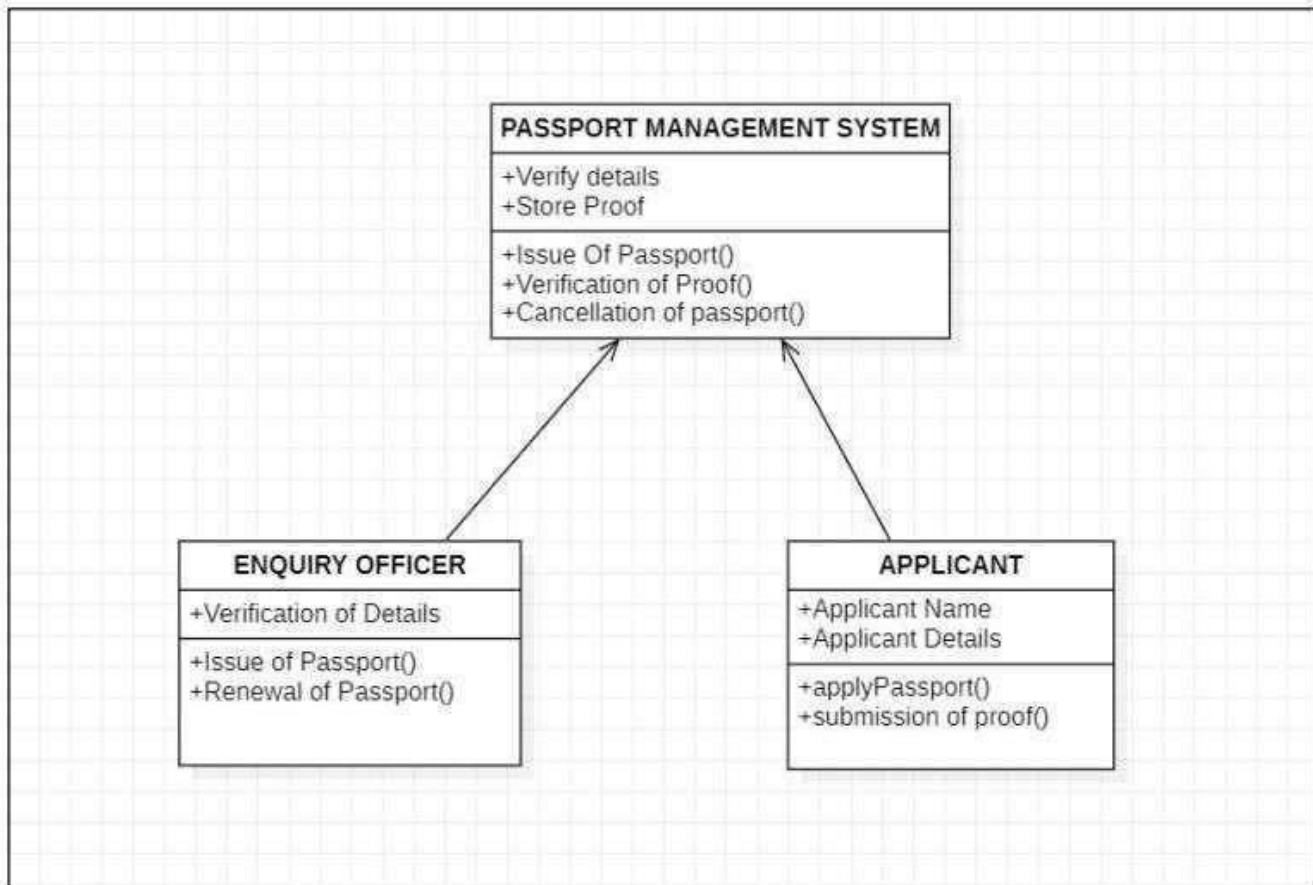 PASSPORT MANAGEMENT SYSTEM
+Verify details
+Store Proof
+Issue Of Passport()
+Verification of Proof()
+Cancellation of passport()
ENQUIRY OFFICER
+Verification of Details
+Issue of Passport()
+Renewal of Passport()
APPLICANT
+Applicant Name
+Applicant Details
+applyPassport()
+submission of proof()